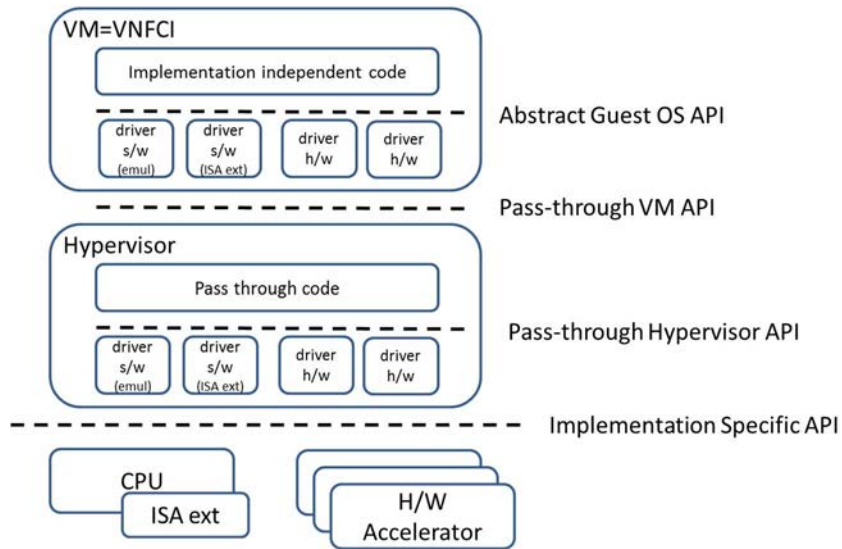 VM=VNFCI
Implementation independent code
Abstract Guest OS API
driver driver driver driver
s/w s/w h/w h/w
(emul) (ISA ext)
Pass-through VM API
Hypervisor
Pass through code
Pass-through Hypervisor API
driver driver driver driver
s/w s/w h/w h/w
(emul) (ISA ext)
Implementation Specific API
CPU
ISA ext
H/W
Accelerator